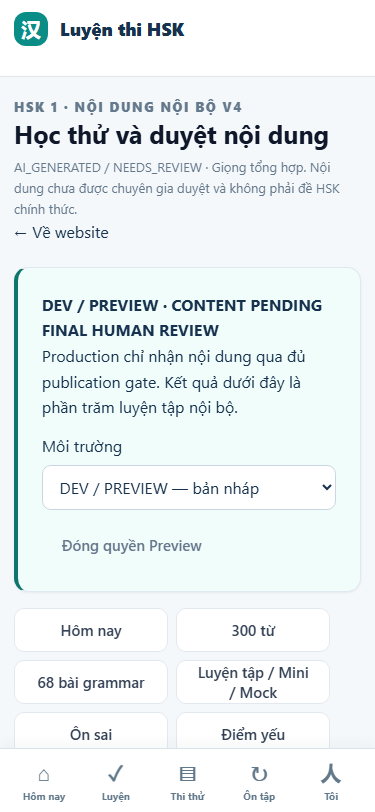 汉 Luyện thi HSK
HSK 1 · NỘI DUNG NỘI BỘ V4
Học thử và duyệt nội dung
AI_GENERATED / NEEDS_REVIEW · Giọng tổng hợp. Nội
dung chưa được chuyên gia duyệt và không phải đề HSK
chính thức.
← Về website
DEV / PREVIEW · CONTENT PENDING
FINAL HUMAN REVIEW
Production chỉ nhận nội dung qua đủ
publication gate. Kết quả dưới đây là
phần trăm luyện tập nội bộ.
Môi trường
DEV / PREVIEW — bản nháp
Đóng quyền Preview
Hôm nay
300 từ
68 bài grammar
Luyện tập / Mini
/ Mock
Ôn sai
Điểm yếu
Hôm nay
Luyện
Thi thử
Ôn tập
人
Tôi